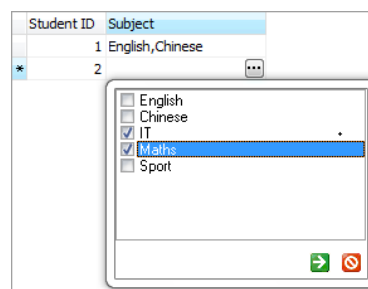 Student ID Subject
1 English,Chinese
* 2 ...
English
Chinese
IT
Maths
Sport